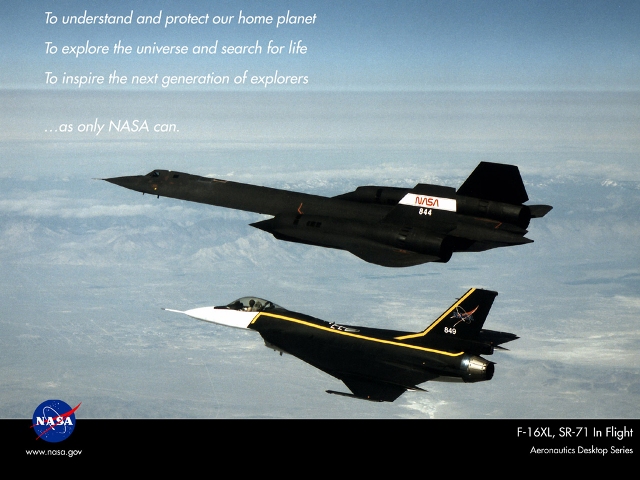 To understand and protect our home planet
To explore the universe and search for life
To inspire the next generation of explorers
...as only NASA can.
NASA
844
849
NASA
www.nasa.gov
F-16XL, SR-71 In Flight
Aeronautics Desktop Series